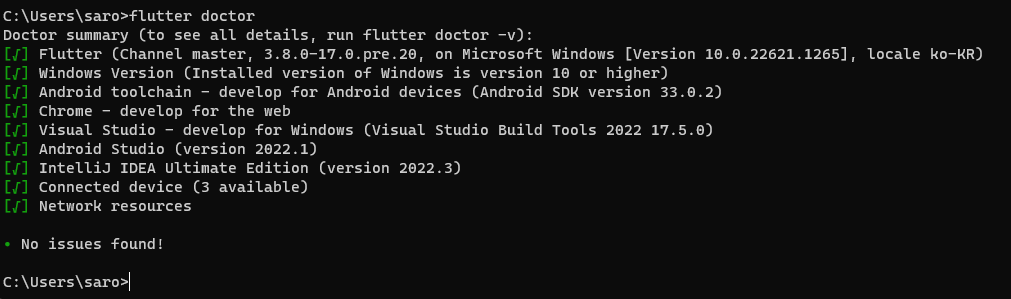 C:\Users\saro>flutter doctor
Doctor summary (to see all details, run flutter doctor -v):
[√] Flutter (Channel master, 3.8.0-17.0.pre.20, on Microsoft Windows [Version 10.0.22621.1265], locale ko-KR)
[√] Windows Version (Installed version of Windows is version 10 or higher)
[√] Android toolchain - develop for Android devices (Android SDK version 33.0.2)
[√] Chrome - develop for the web
[√] Visual Studio - develop for Windows (Visual Studio Build Tools 2022 17.5.0)
[√] Android Studio (version 2022.1)
[√] IntelliJ IDEA Ultimate Edition (version 2022.3)
[√] Connected device (3 available)
[√] Network resources
• No issues found!
C:\Users\saro>